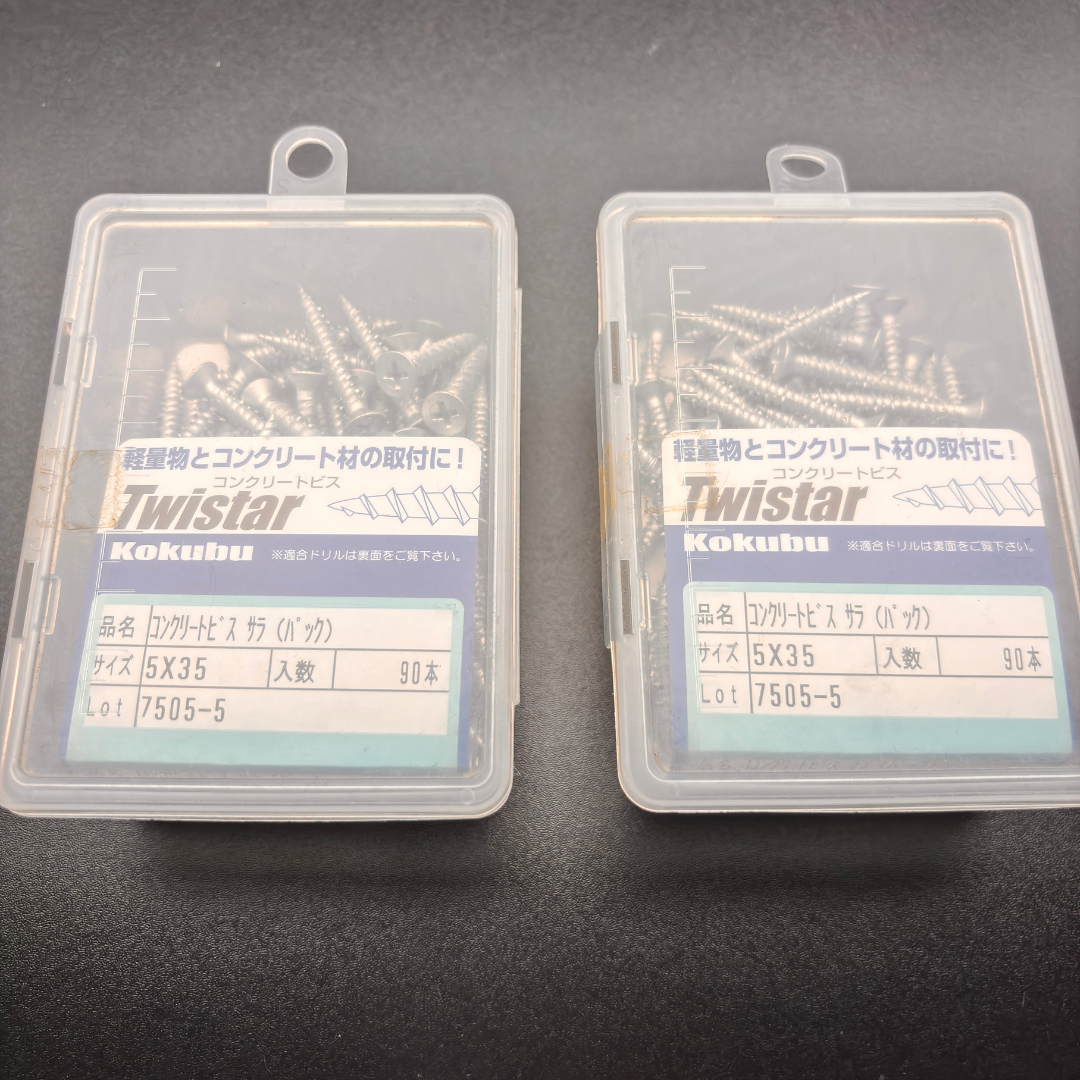 軽量物とコンクリート材の取付に!
コンクリートビス
Twistar
Kokubu ※適合ドリルは裏面をご覧下さい。
品名 ｺﾝｸﾘｰﾄﾋﾞｽ ｻﾗ (ﾊﾟｯｸ)
サイズ 5X35 入数 90本
Lot 7505-5
軽量物とコンクリート材の取付に!
コンクリートビス
Twistar
Kokubu ※適合ドリルは裏面をご覧下さい。
品名 ｺﾝｸﾘｰﾄﾋﾞｽ ｻﾗ (ﾊﾟｯｸ)
サイズ 5X35 入数 90本
Lot 7505-5